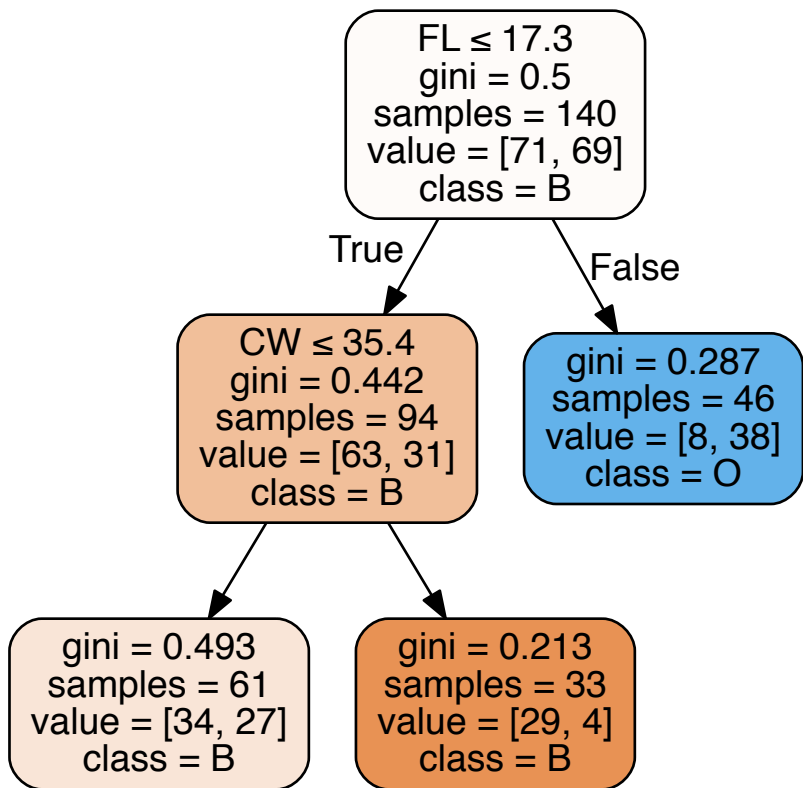 FL ≤ 17.3
gini = 0.5
samples = 140
value = [71, 69]
class = B
True
False
CW ≤ 35.4
gini = 0.442
samples = 94
value = [63, 31]
class = B
gini = 0.287
samples = 46
value = [8, 38]
class = O
gini = 0.493
samples = 61
value = [34, 27]
class = B
gini = 0.213
samples = 33
value = [29, 4]
class = B